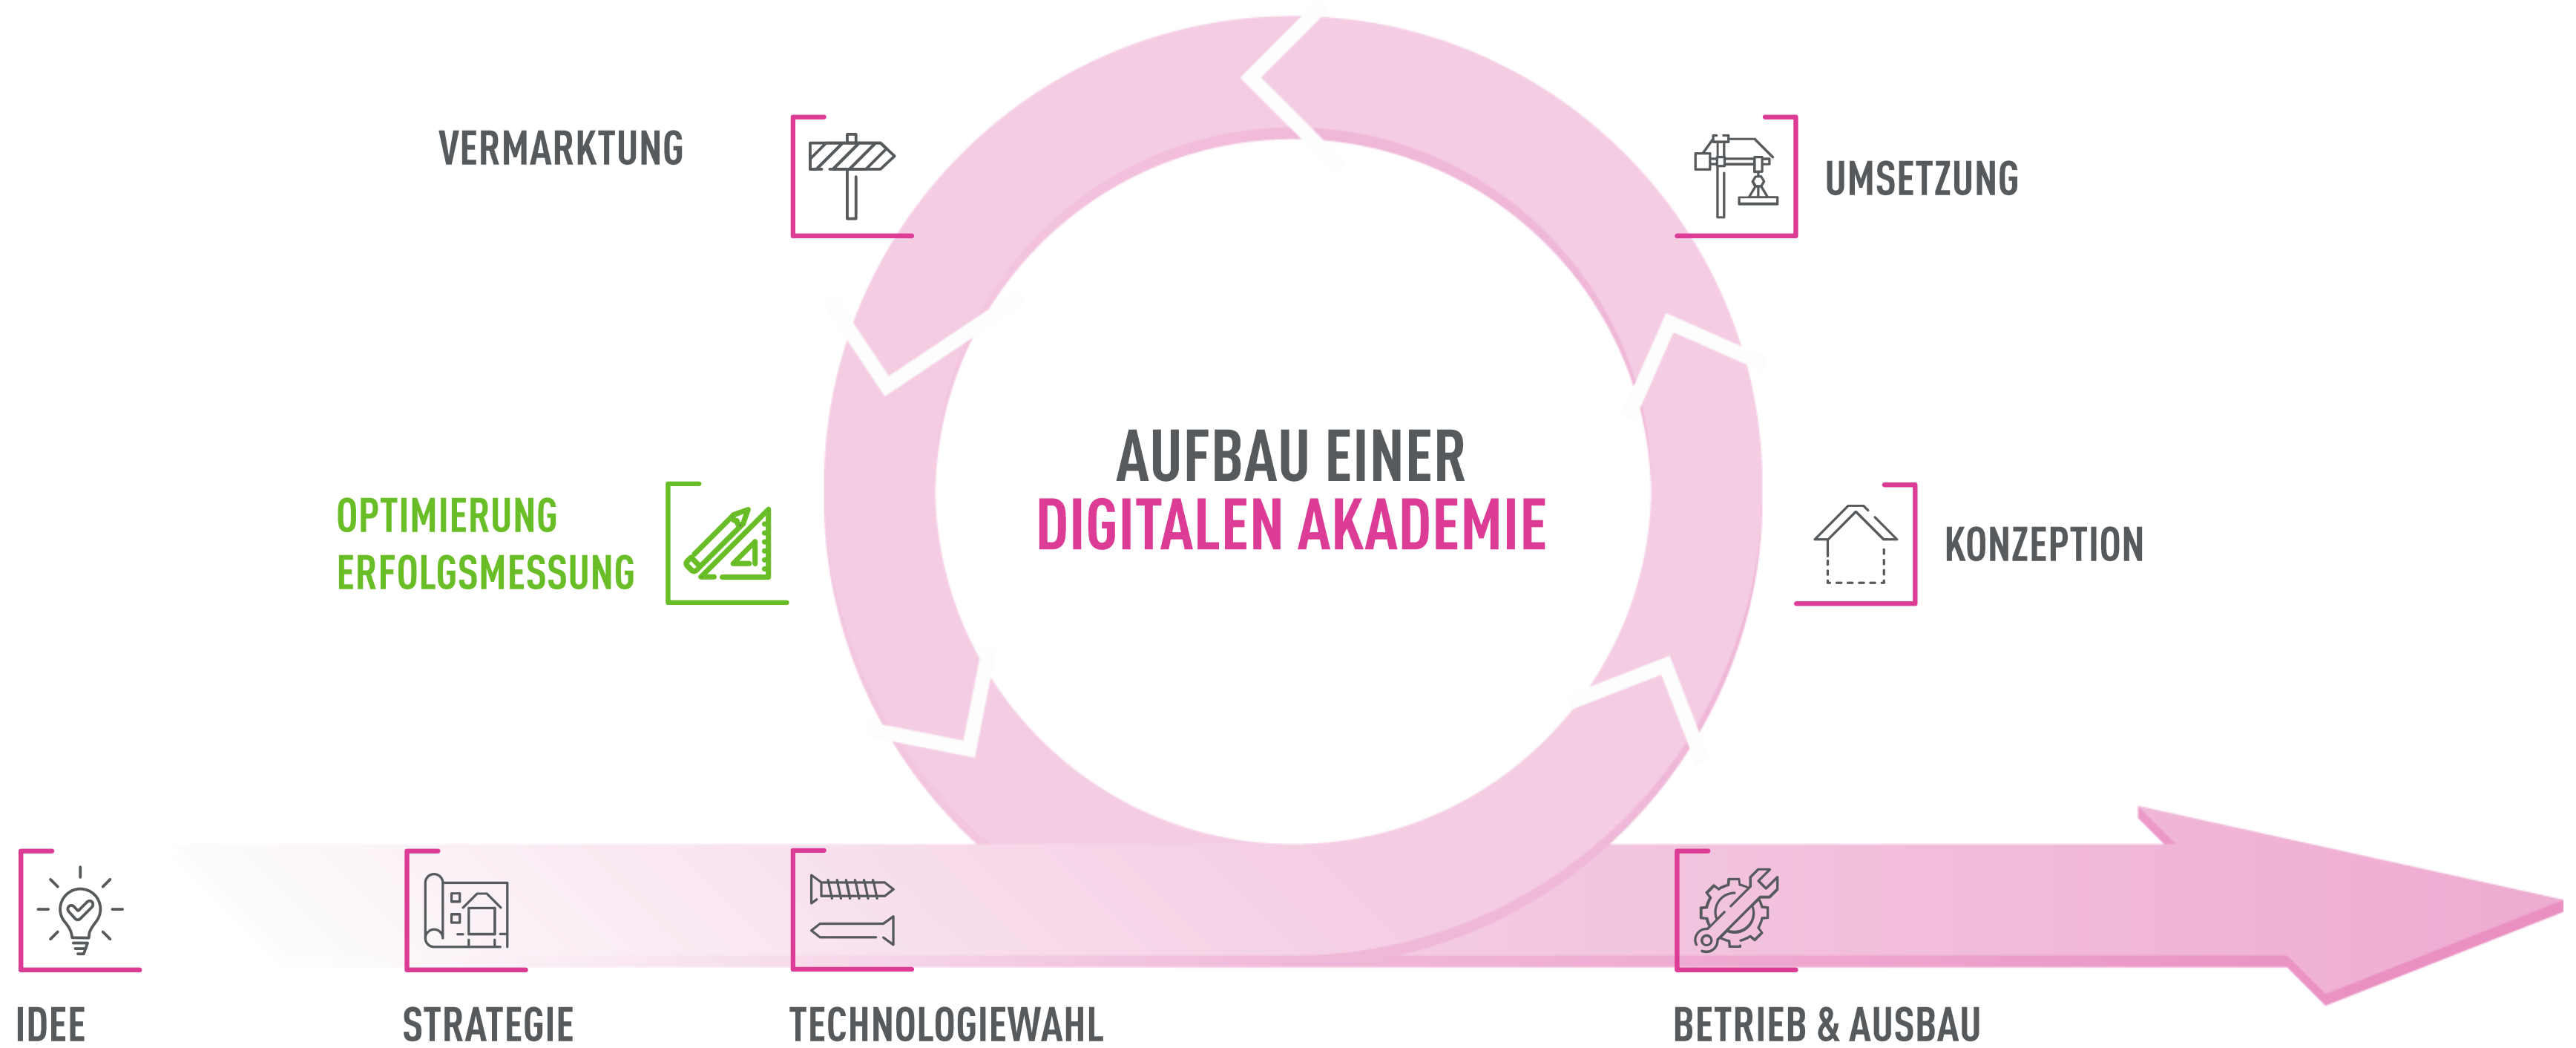 VERMARKTUNG
UMSETZUNG
AUFBAU EINER
DIGITALEN AKADEMIE
OPTIMIERUNG
ERFOLGSMESSUNG
KONZEPTION
IDEE
STRATEGIE
TECHNOLOGIEWAHL
BETRIEB & AUSBAU